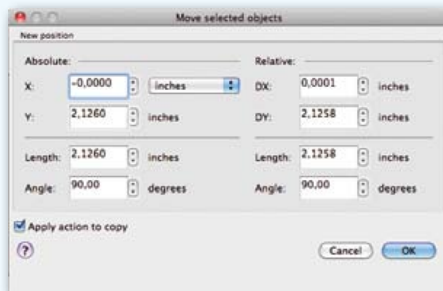 Move selected objects
New position
Absolute: Relative:
X: -0,0000 inches DX: 0,0001 inches
Y: 2,1260 inches DY: 2,1258 inches
Length: 2,1260 inches Length: 2,1258 inches
Angle: 90,00 degrees Angle: 90,00 degrees
Apply action to copy
? Cancel OK